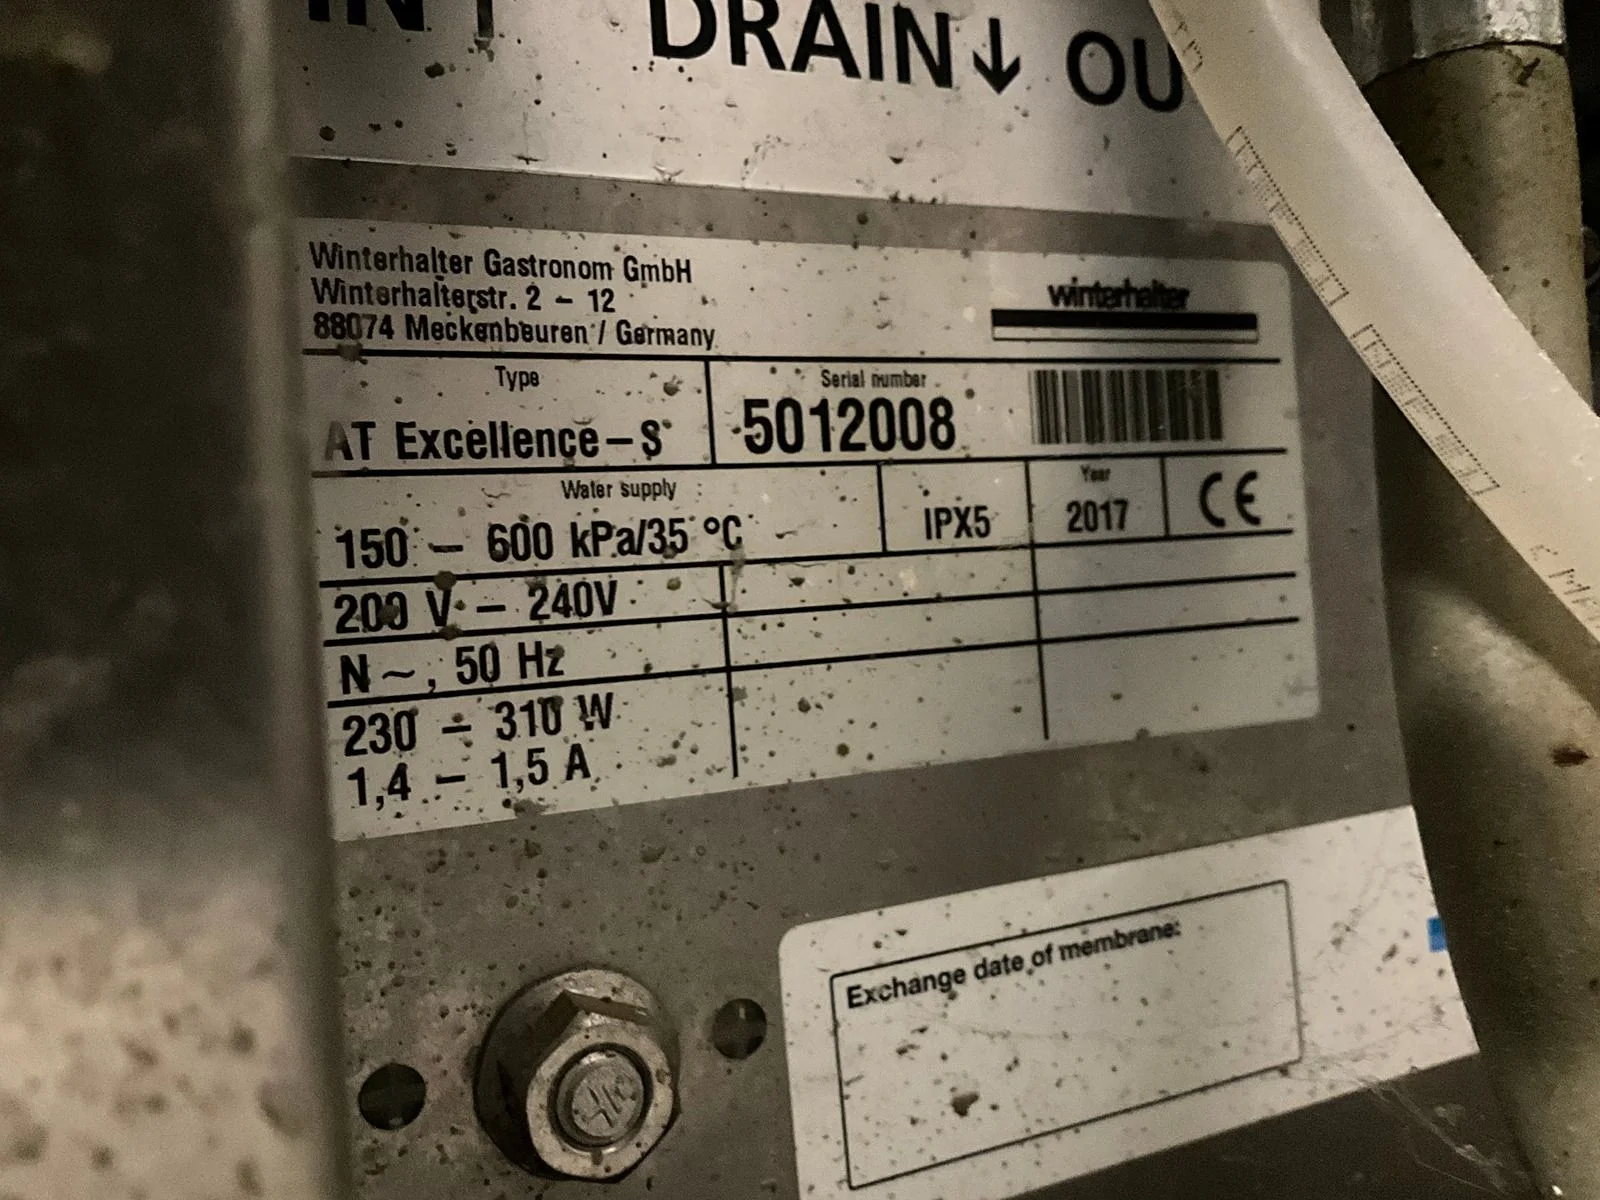 IN ↑ DRAIN ↓ OU
Winterhalter Gastronom GmbH
Winterhalterstr. 2 – 12
88074 Meckenbeuren / Germany
winterhalter
Type
AT Excellence – S
Serial number
5012008
Water supply
150 – 600 kPa/35 °C
IPX5
Year
2017
CE
200 V – 240V
N ~, 50 Hz
230 – 310 W
1,4 – 1,5 A
Exchange date of membrane: